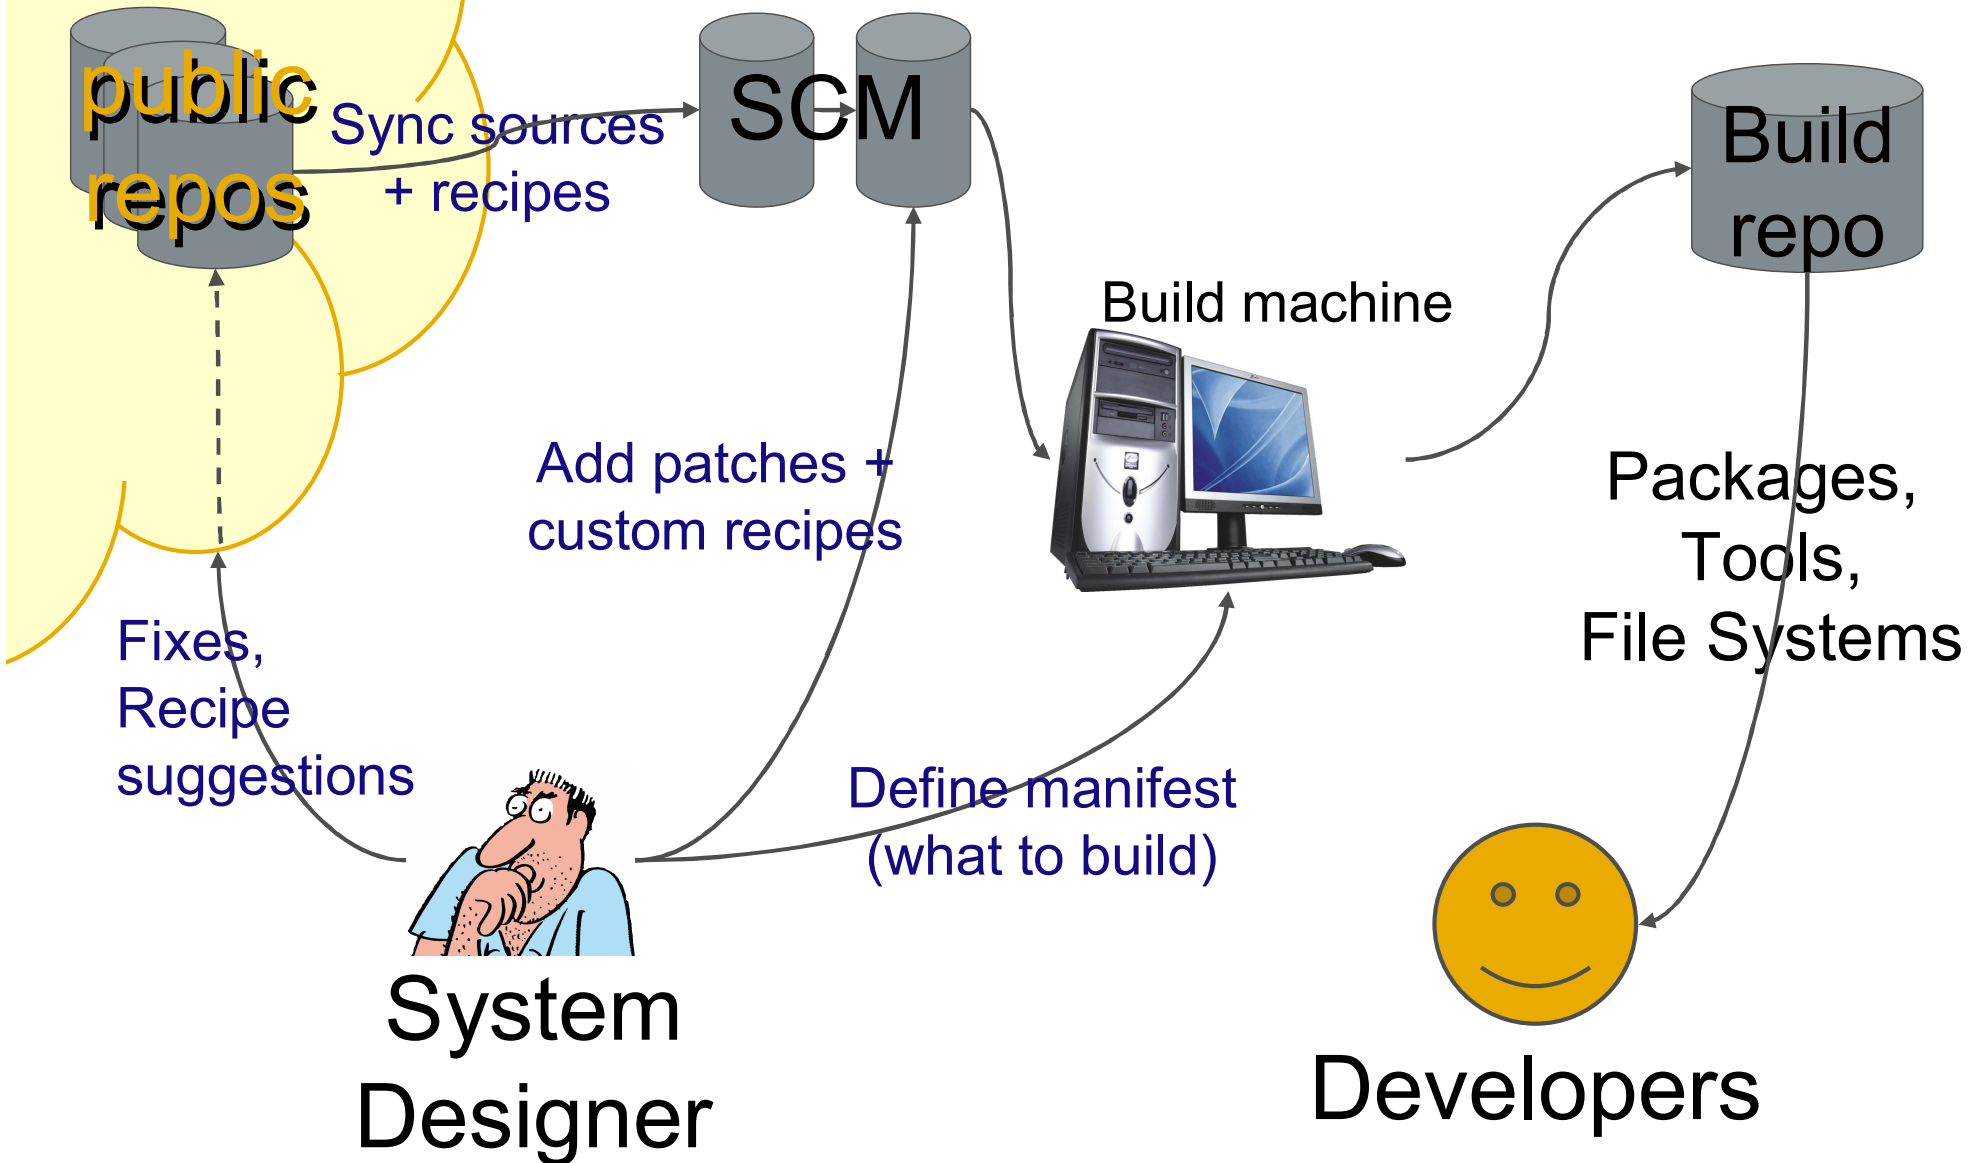 public
repos
Sync sources
+ recipes
SCM
Build
repo
Build machine
Add patches +
custom recipes
Packages,
Tools,
File Systems
Fixes,
Recipe
suggestions
Define manifest
(what to build)
System
Designer
Developers